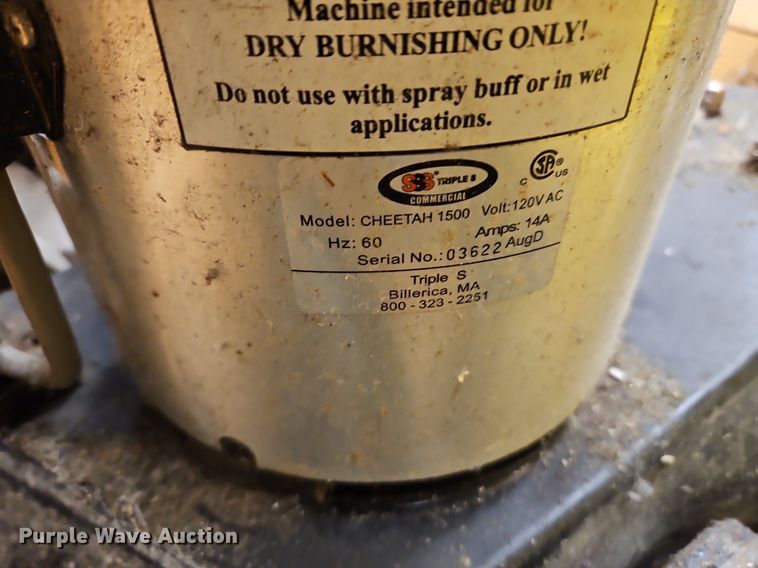 Machine intended for
DRY BURNISHING ONLY!
Do not use with spray buff or in wet
applications.
SSS® TRIPLE S
COMMERCIAL
C SA ® US
Model: CHEETAH 1500 Volt: 120V AC
Hz: 60 Amps: 14A
Serial No.: 03622 AugD
Triple S
Billerica, MA
800 - 323 - 2251
Purple Wave Auction